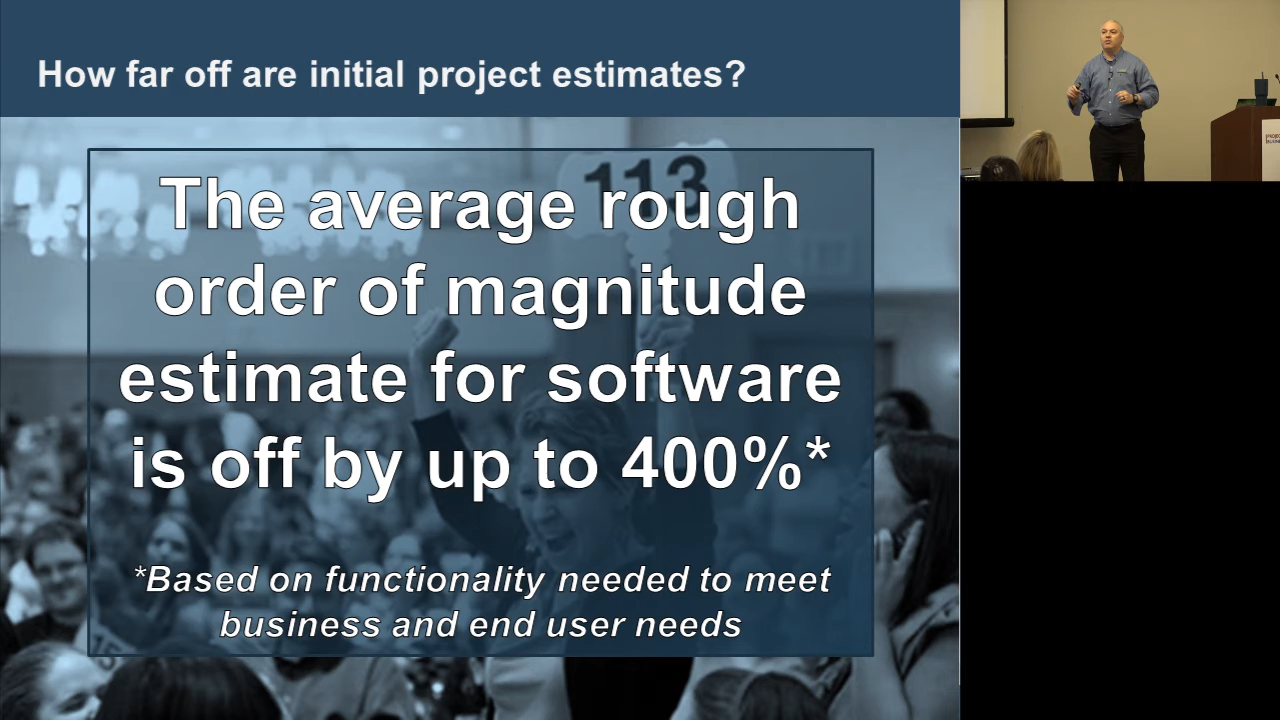 How far off are initial project estimates?
113
The average rough
order of magnitude
estimate for software
is off by up to 400%*
*Based on functionality needed to meet
business and end user needs